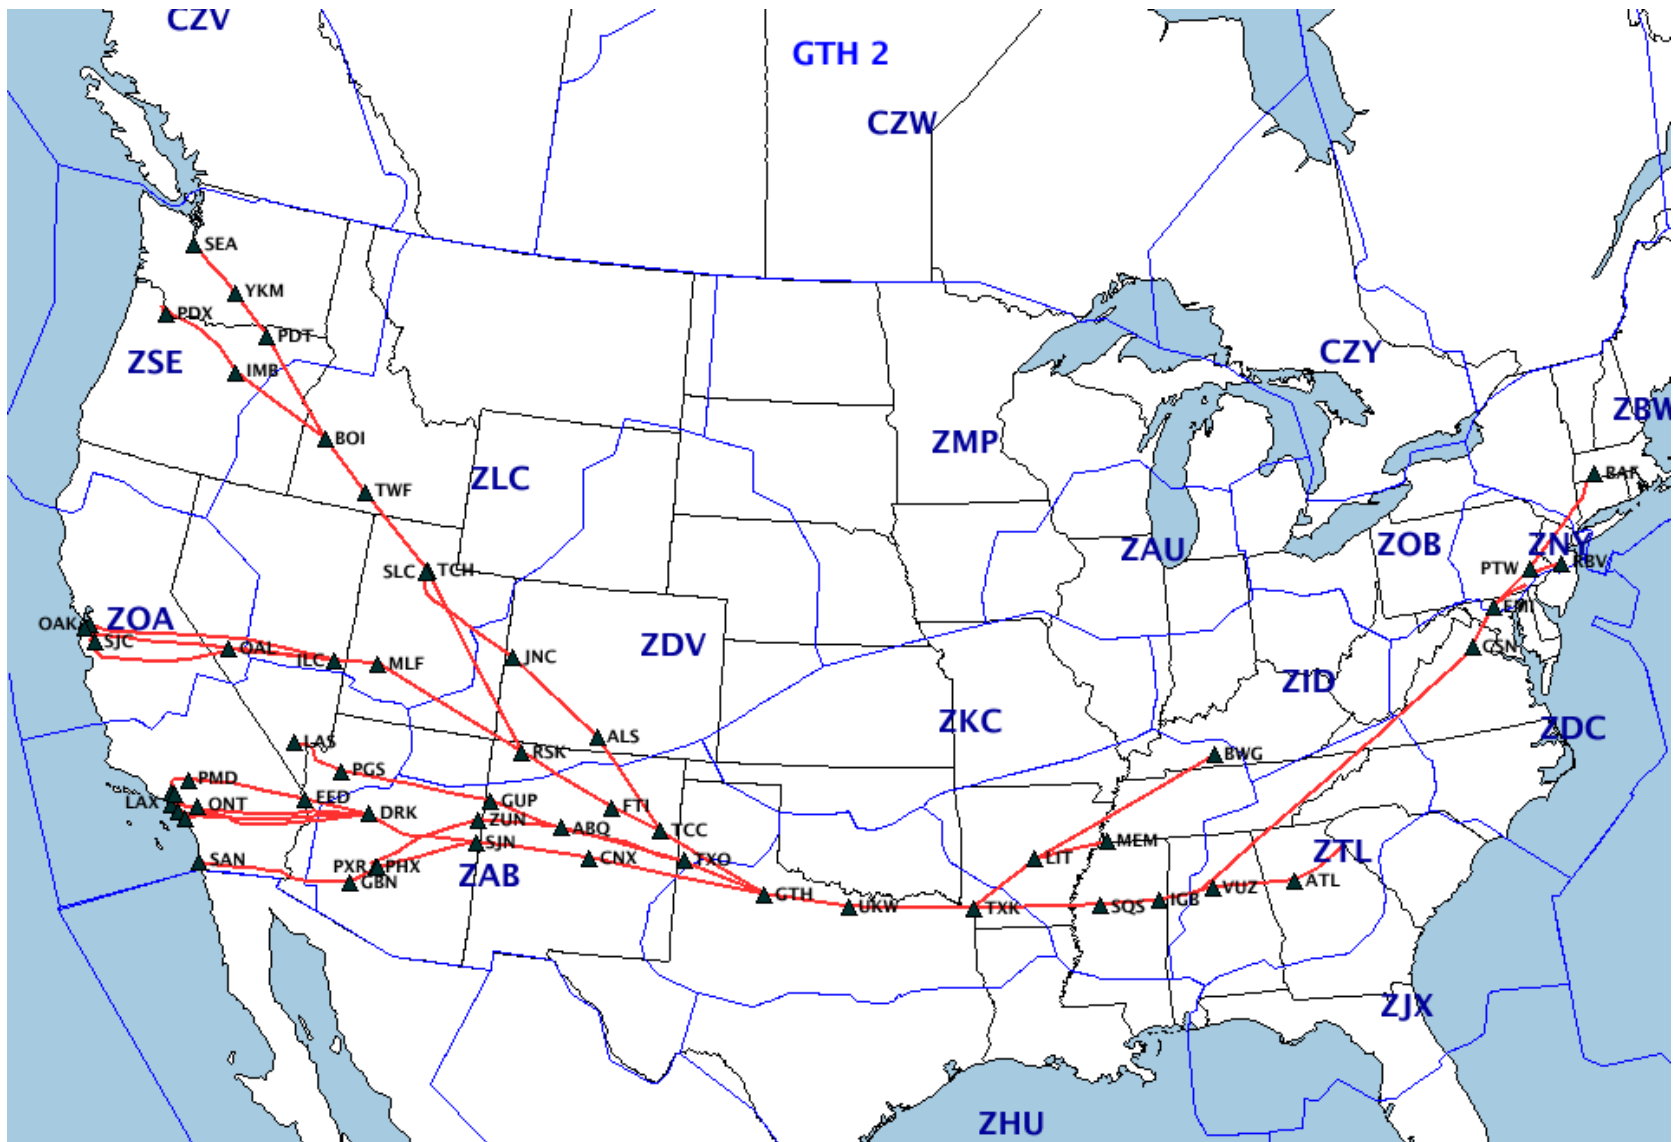 CZV
GTH 2
CZW
SEA
YKM
PDX
PDT
ZSE
IMB
CZY
ZBW
BOI
ZMP
ZLC
TWF
BAF
ZAU
ZOB
ZNY
SLC
TCH
PTW
RBV
EMI
OAK
ZOA
SJC
OAL
ILC
MLF
JNC
ZDV
CSN
ZID
ZKC
ZDC
LAS
RSK
ALS
BWG
PGS
PMD
LAX
ONT
EED
DRK
GUP
ZUN
SJN
ABQ
FTI
TCC
MEM
SAN
PXR
PHX
GBN
ZAB
CNX
TXO
LIT
ZTL
GTH
UKW
TXK
SQS
IGB
VUZ
ATL
ZJX
ZHU